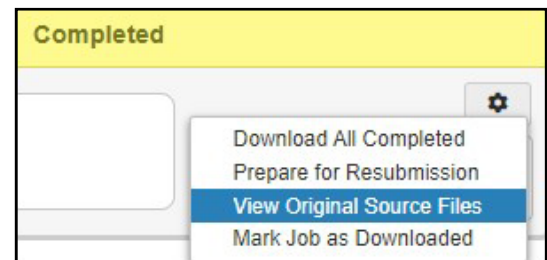 Completed
Download All Completed
Prepare for Resubmission
View Original Source Files
Mark Job as Downloaded